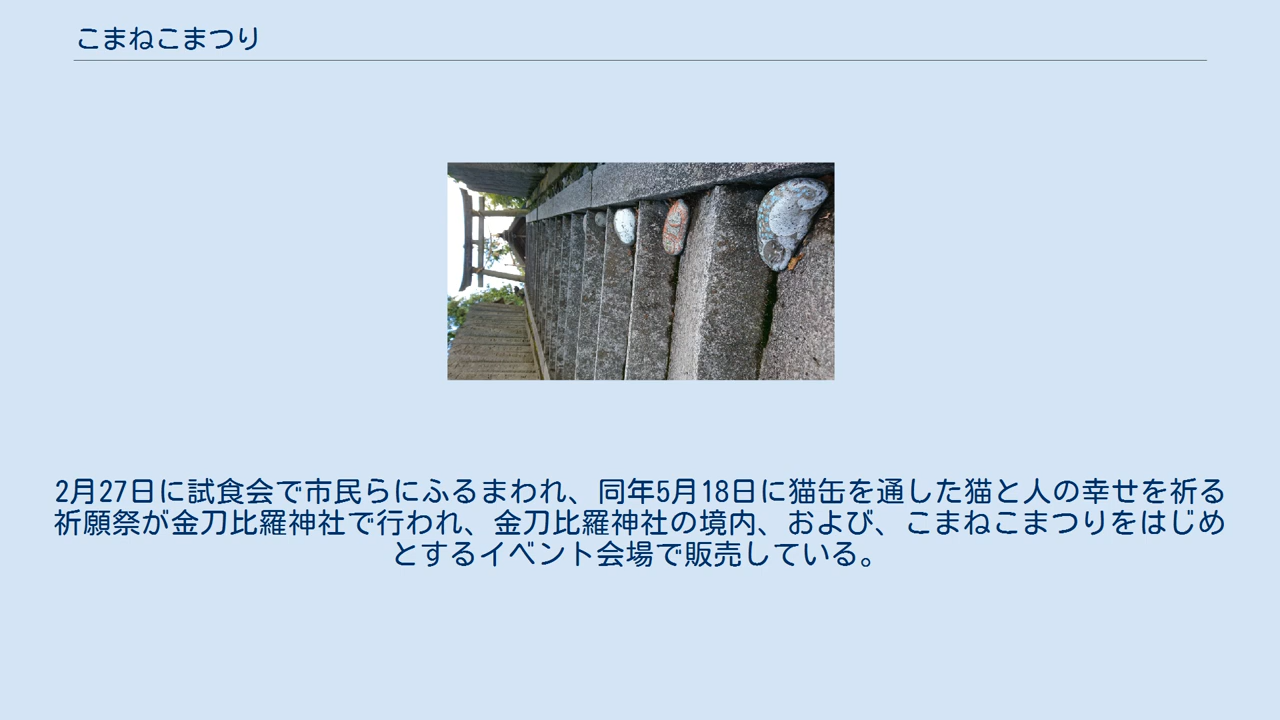 こまねこまつり
2月27日に試食会で市民らにふるまわれ、同年5月18日に猫缶を通した猫と人の幸せを祈る
祈願祭が金刀比羅神社で行われ、金刀比羅神社の境内、および、こまねこまつりをはじめ
とするイベント会場で販売している。